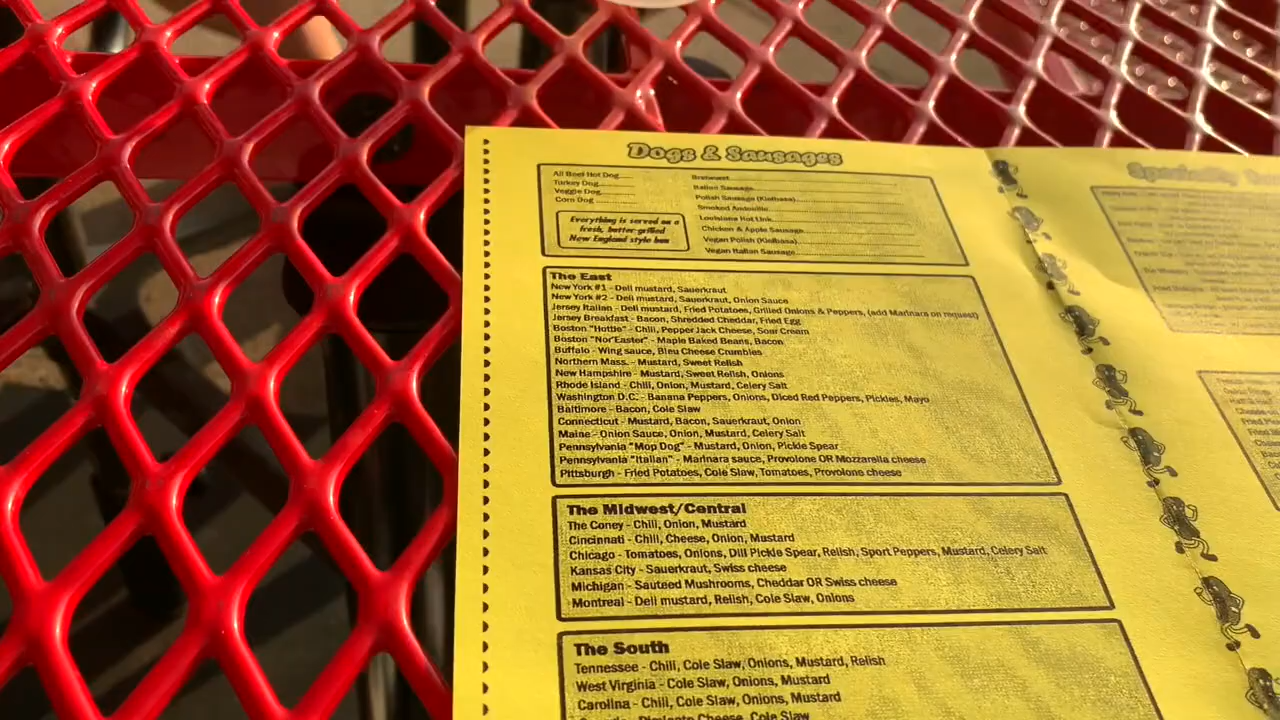 Dogs & Sausages
All Beef Hot Dog
Turkey Dog
Veggie Dog
Corn Dog
Everything is served on a
fresh, butter-grilled
New England style bun
Bratwurst
Italian Sausage
Polish Sausage (Kielbasa)
Smoked Andouille
Louisiana Hot Link
Chicken & Apple Sausage
Vegan Polish (Kielbasa)
Vegan Italian Sausage
The East
New York #1 - Deli mustard, Sauerkraut
New York #2 - Deli mustard, Sauerkraut, Onion Sauce
Jersey Italian - Deli mustard, Fried Potatoes, Grilled Onions & Peppers, (add Marinara on request)
Jersey Breakfast - Bacon, Shredded Cheddar, Fried Egg
Boston "Hottie" - Chili, Pepper Jack Cheese, Sour Cream
Boston "Nor'Easter" - Maple Baked Beans, Bacon
Buffalo - Wing sauce, Bleu Cheese Crumbles
Northern Mass. - Mustard, Sweet Relish
New Hampshire - Mustard, Sweet Relish, Onions
Rhode Island - Chili, Onion, Mustard, Celery Salt
Washington D.C. - Banana Peppers, Onions, Diced Red Peppers, Pickles, Mayo
Baltimore - Bacon, Cole Slaw
Connecticut - Mustard, Bacon, Sauerkraut, Onion
Maine - Onion Sauce, Onion, Mustard, Celery Salt
Pennsylvania "Mop Dog" - Mustard, Onion, Pickle Spear
Pennsylvania "Italian" - Marinara sauce, Provolone OR Mozzarella cheese
Pittsburgh - Fried Potatoes, Cole Slaw, Tomatoes, Provolone cheese
The Midwest/Central
The Coney - Chili, Onion, Mustard
Cincinnati - Chili, Cheese, Onion, Mustard
Chicago - Tomatoes, Onions, Dill Pickle Spear, Relish, Sport Peppers, Mustard, Celery Salt
Kansas City - Sauerkraut, Swiss cheese
Michigan - Sauteed Mushrooms, Cheddar OR Swiss cheese
Montreal - Deli mustard, Relish, Cole Slaw, Onions
The South
Tennessee - Chili, Cole Slaw, Onions, Mustard, Relish
West Virginia - Cole Slaw, Onions, Mustard
Carolina - Chili, Cole Slaw, Onions, Mustard
Pimiento Cheese, Cole Slaw